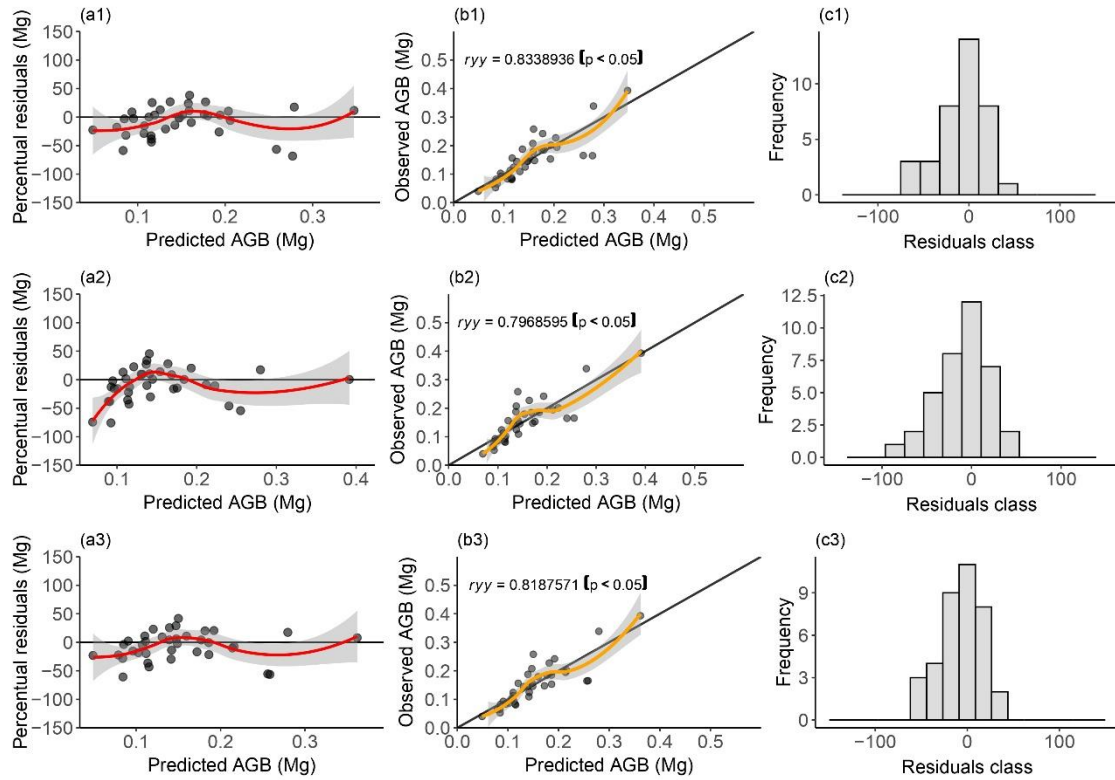 (a1)
Percentual residuals (Mg)
150
100
50
0
−50
−100
−150
0.1
0.2
0.3
Predicted AGB (Mg)
(b1)
Observed AGB (Mg)
ryy = 0.8338936 (p < 0.05)
0.5
0.4
0.3
0.2
0.1
0.0
0.0
0.1
0.2
0.3
0.4
0.5
Predicted AGB (Mg)
c1)
Frequency
10
5
0
−100
0
100
Residuals class
(a2)
Percentual residuals (Mg)
150
100
50
0
−50
−100
−150
0.1
0.2
0.3
0.4
Predicted AGB (Mg)
(b2)
Observed AGB (Mg)
ryy = 0.7968595 (p < 0.05)
0.5
0.4
0.3
0.2
0.1
0.0
0.0
0.1
0.2
0.3
0.4
0.5
Predicted AGB (Mg)
(c2)
Frequency
12.5
10.0
7.5
5.0
2.5
0.0
−100
0
100
Residuals class
(a3)
Percentual residuals (Mg)
150
100
50
0
−50
−100
−150
0.1
0.2
0.3
Predicted AGB (Mg)
(b3)
Observed AGB (Mg)
ryy = 0.8187571 (p < 0.05)
0.5
0.4
0.3
0.2
0.1
0.0
0.0
0.1
0.2
0.3
0.4
0.5
Predicted AGB (Mg)
(c3)
Frequency
9
6
3
0
−100
0
100
Residuals class